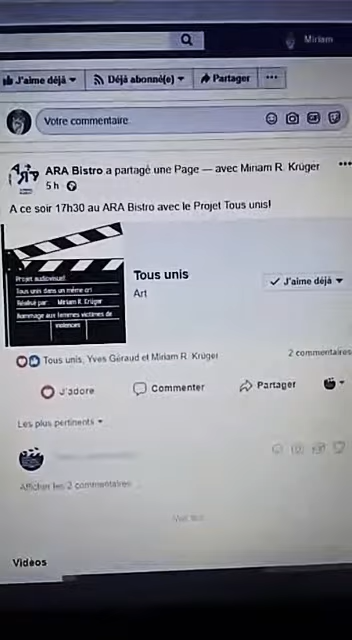 Miriam
J'aime déjà
Déjà abonné(e)
Partager
Votre commentaire
ARA Bistro a partagé une Page — avec Miriam R. Krüger
5 h
A ce soir 17h30 au ARA Bistro avec le Projet Tous unis!
Projet audiovisuel:
Tous unis dans un même art
Réalisé par: Miriam R. Krüger
Hommage aux femmes victimes de
violences
Tous unis
Art
J'aime déjà
Tous unis, Yves Géraud et Miriam R. Krüger
2 commentaires
J'adore
Commenter
Partager
Les plus pertinents
Afficher les 2 commentaires
Vidéos